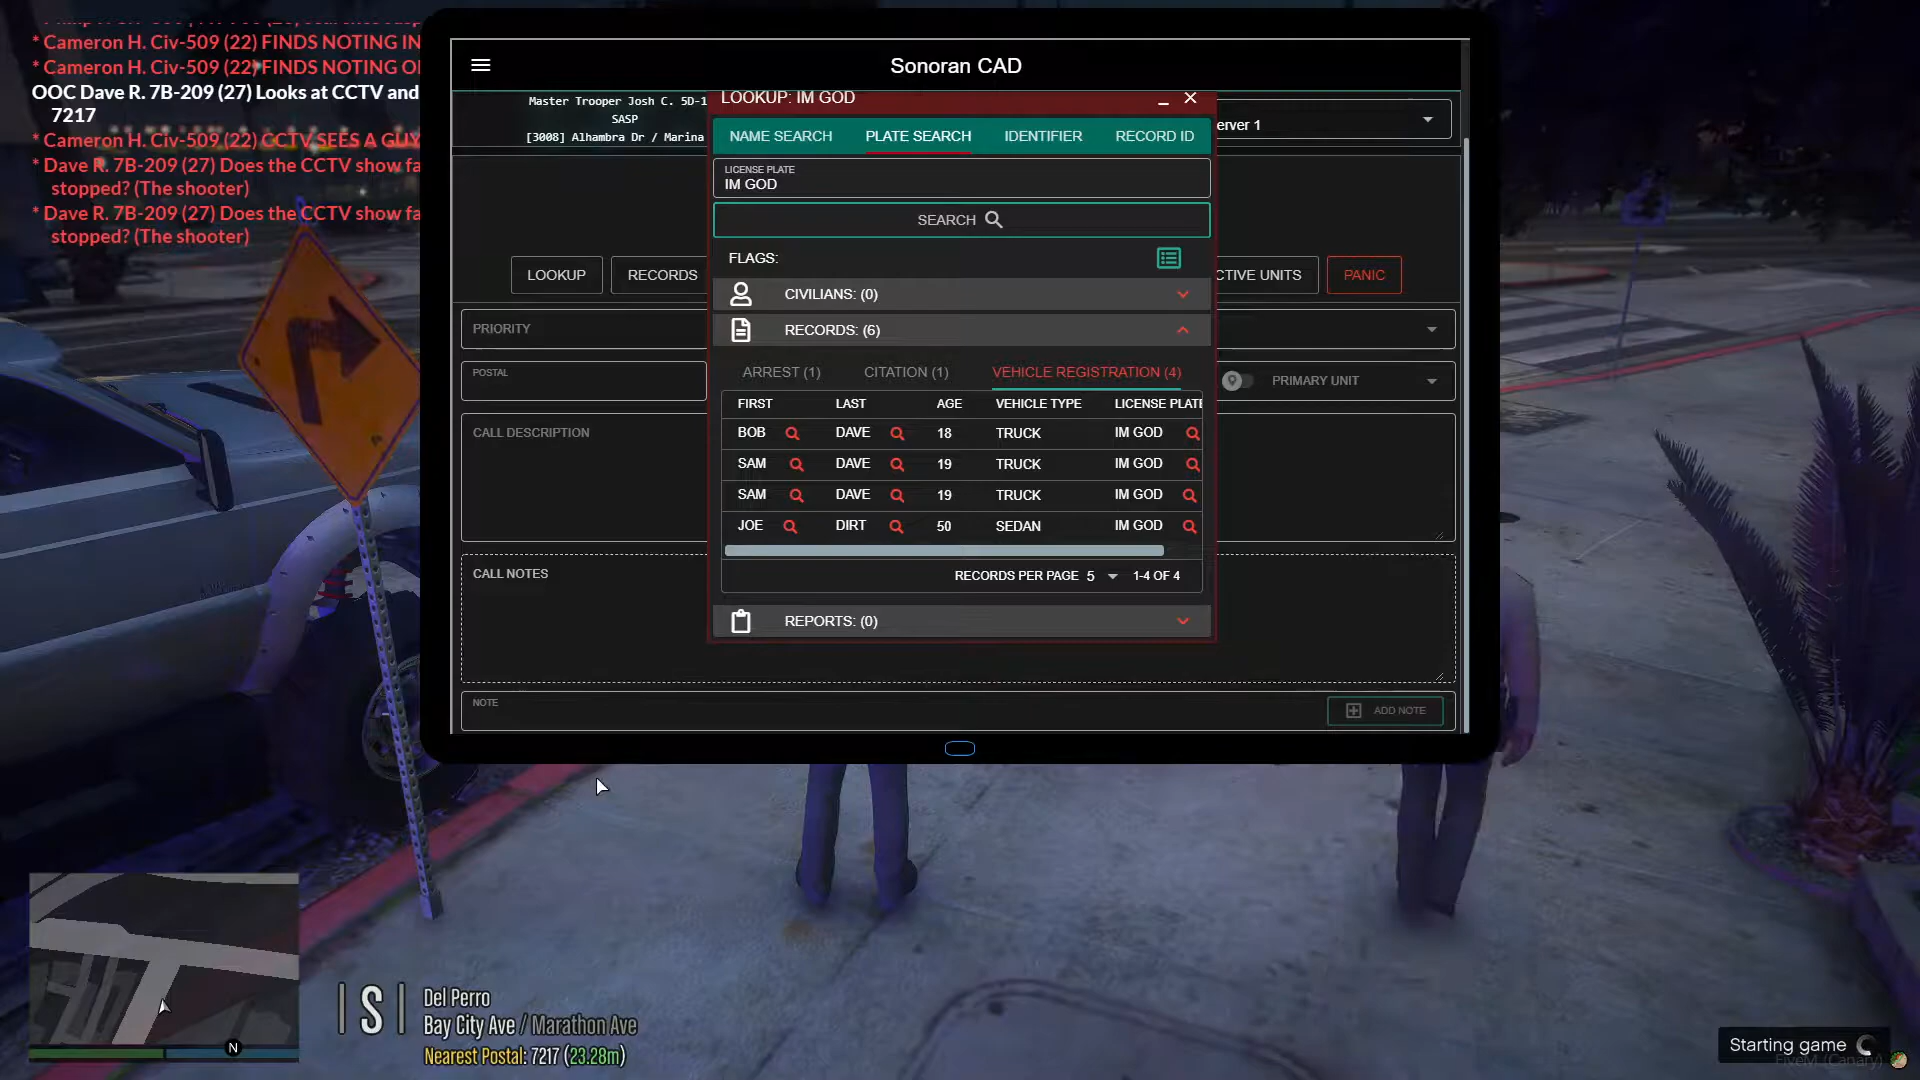 * Cameron H. Civ-509 (22) FINDS NOTING IN
* Cameron H. Civ-509 (22) FINDS NOTING
OOC Dave R. 7B-209 (27) Looks at CCTV and
7217
* Cameron H. Civ-509 (22) CCTV SEES A GUY
* Dave R. 7B-209 (27) Does the CCTV show
stopped? (The shooter)
* Dave R. 7B-209 (27) Does the CCTV show
stopped? (The shooter)
Sonoran CAD
Master Trooper Josh C. 5D-1
SASP
[3008] Alhambra Dr / Marina
erver 1
LOOKUP: IM GOD
NAME SEARCH PLATE SEARCH IDENTIFIER RECORD ID
LICENSE PLATE
IM GOD
SEARCH
FLAGS:
LOOKUP RECORDS CTIVE UNITS PANIC
CIVILIANS: (0)
RECORDS: (6)
PRIORITY
ARREST (1) CITATION (1) VEHICLE REGISTRATION (4)
POSTAL
PRIMARY UNIT
FIRST LAST AGE VEHICLE TYPE LICENSE PLATE
BOB DAVE 18 TRUCK IM GOD
SAM DAVE 19 TRUCK IM GOD
SAM DAVE 19 TRUCK IM GOD
JOE DIRT 50 SEDAN IM GOD
RECORDS PER PAGE 5 1-4 OF 4
REPORTS: (0)
CALL DESCRIPTION
CALL NOTES
NOTE
ADD NOTE
N
S
Del Perro
Bay City Ave / Marathon Ave
Nearest Postal: 7217 (23.28m)
Starting game
FiveM (Canary)